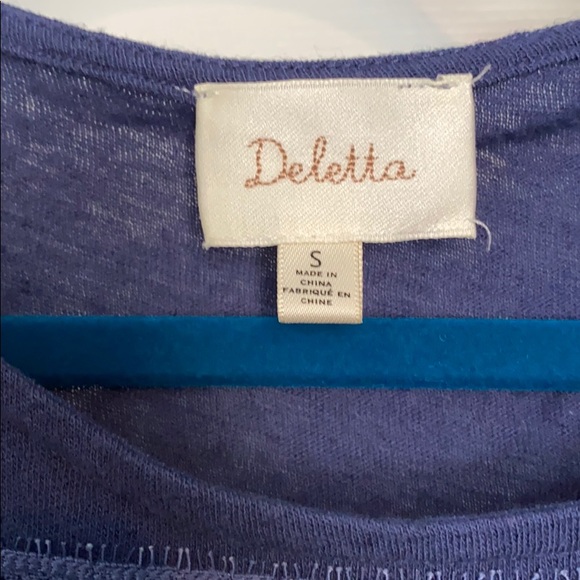 Deletta
S
MADE IN
CHINA
FABRIQUÉ EN
CHINE